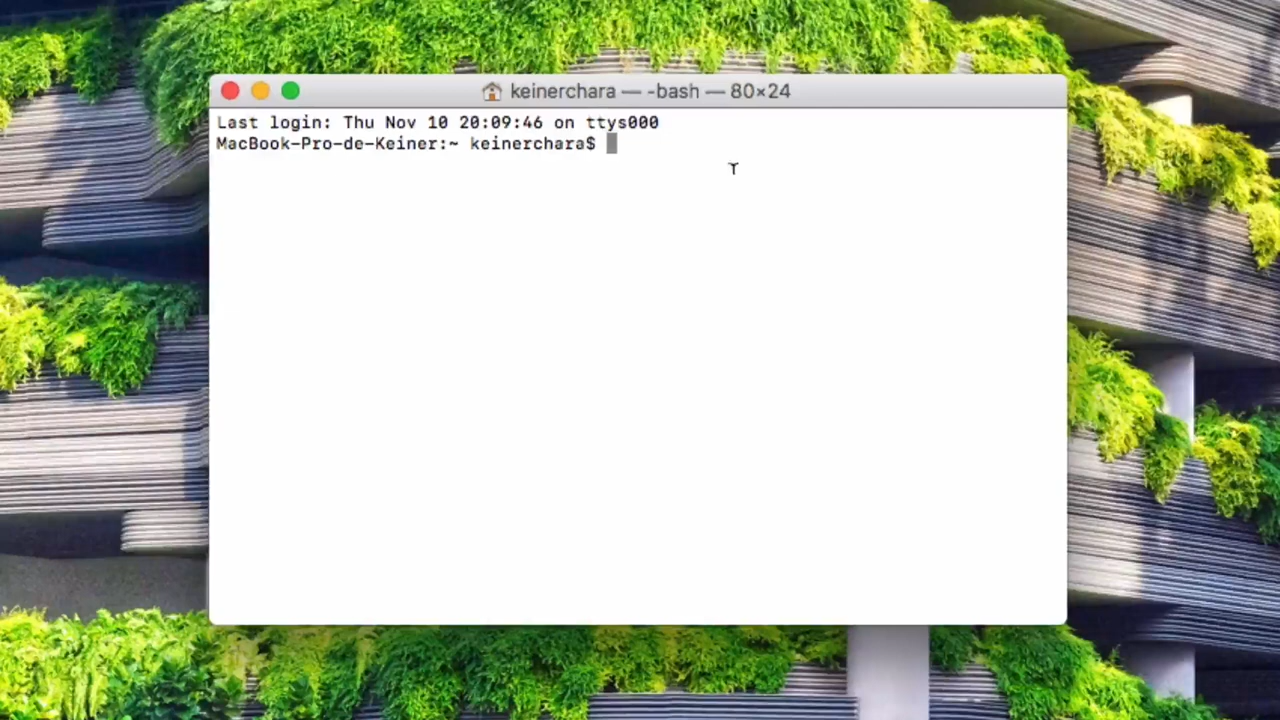 keinerchara — -bash — 80×24
Last login: Thu Nov 10 20:09:46 on ttys000
MacBook-Pro-de-Keiner:~ keinerchara$